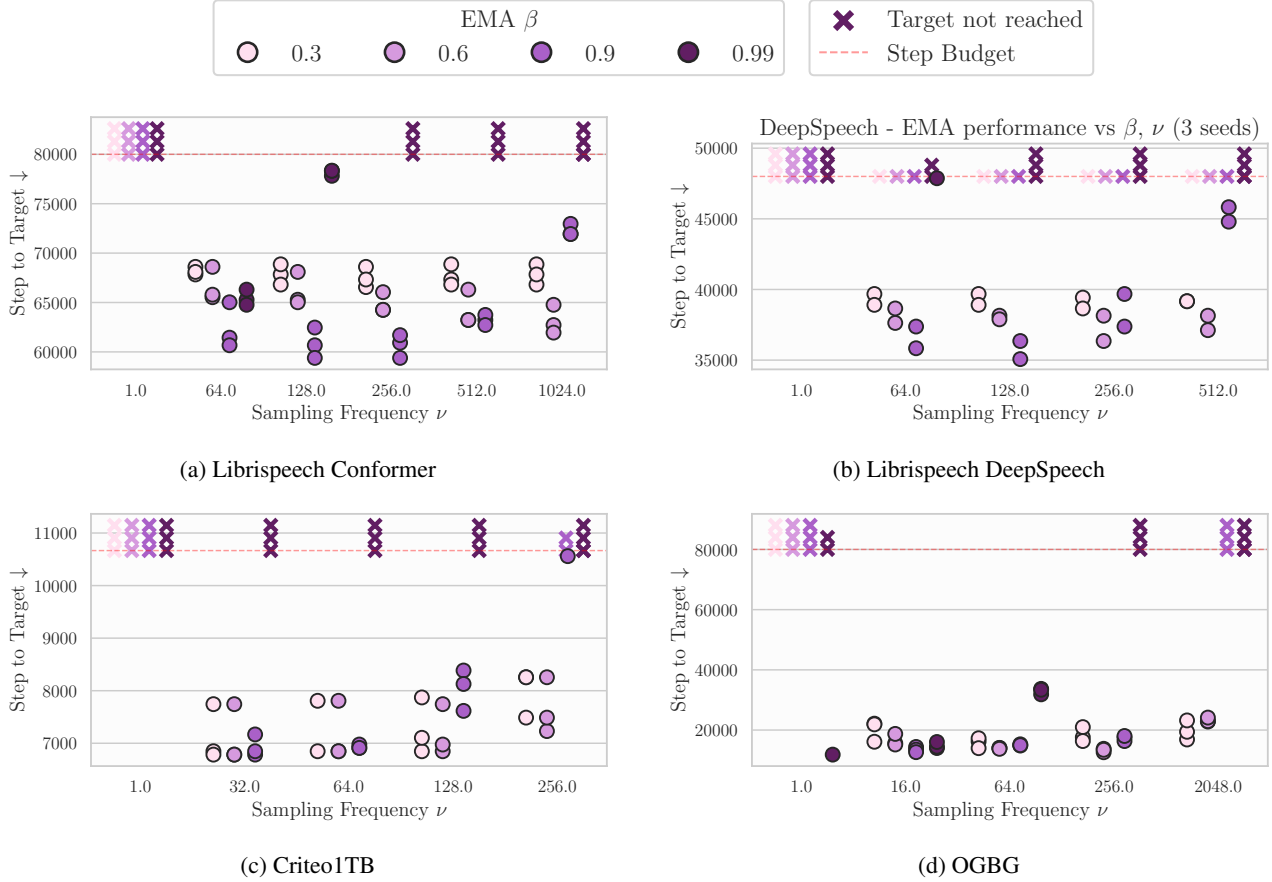 EMA β
0.3 0.6 0.9 0.99
Target not reached
Step Budget
Step to Target ↓
80000
75000
70000
65000
60000
1.0 64.0 128.0 256.0 512.0 1024.0
Sampling Frequency ν
(a) Librispeech Conformer
DeepSpeech - EMA performance vs β, ν (3 seeds)
Step to Target ↓
50000
45000
40000
35000
1.0 64.0 128.0 256.0 512.0
Sampling Frequency ν
(b) Librispeech DeepSpeech
Step to Target ↓
11000
10000
9000
8000
7000
1.0 32.0 64.0 128.0 256.0
Sampling Frequency ν
(c) Criteo1TB
Step to Target ↓
80000
60000
40000
20000
1.0 16.0 64.0 256.0 2048.0
Sampling Frequency ν
(d) OGBG